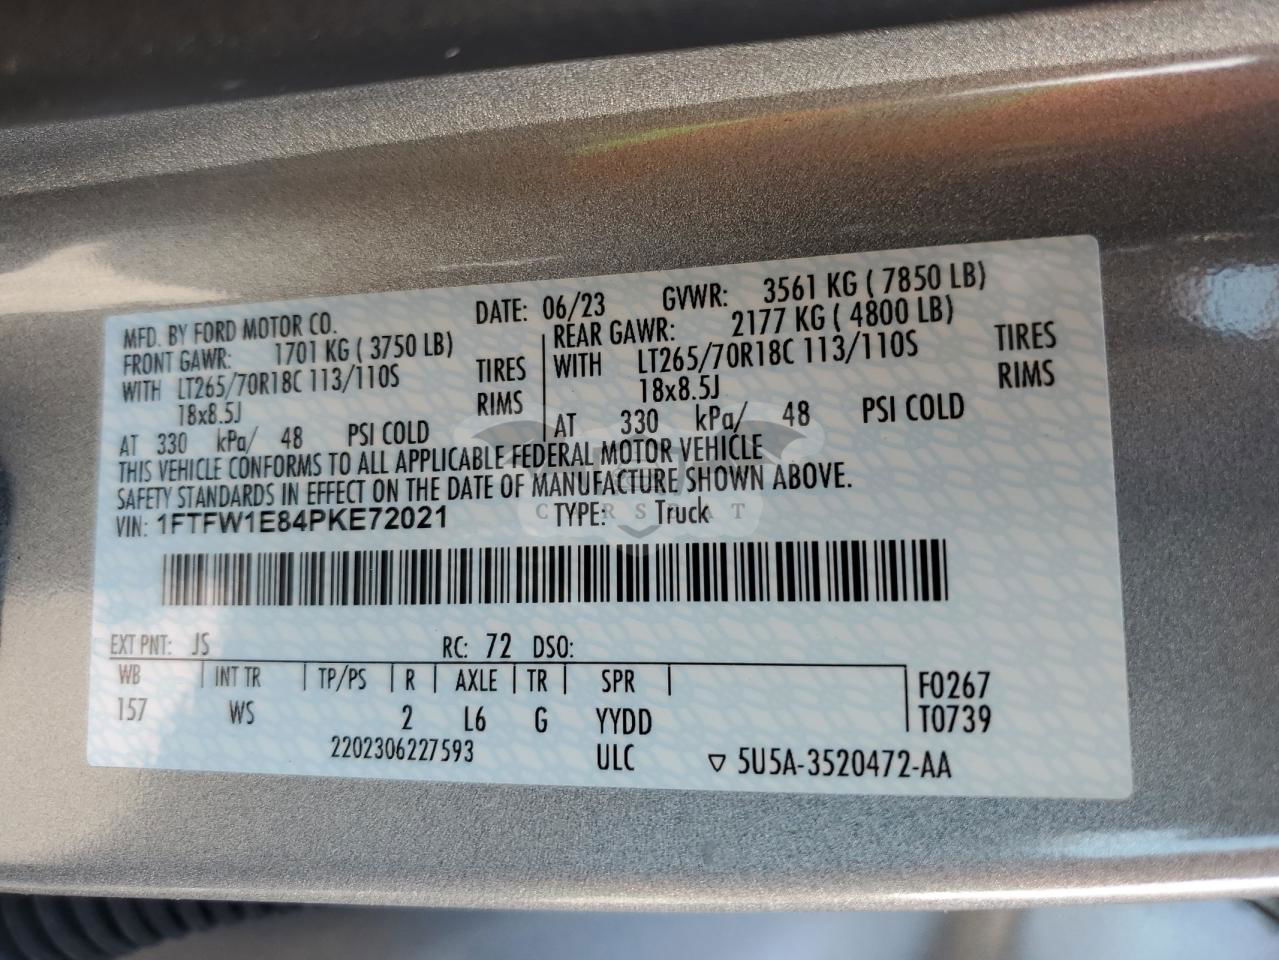 MFD. BY FORD MOTOR CO. DATE: 06/23 GVWR: 3561 KG ( 7850 LB)
FRONT GAWR: 1701 KG ( 3750 LB) REAR GAWR: 2177 KG ( 4800 LB)
WITH LT265/70R18C 113/110S TIRES WITH LT265/70R18C 113/110S TIRES
18x8.5J RIMS 18x8.5J RIMS
AT 330 kPa/ 48 PSI COLD AT 330 kPa/ 48 PSI COLD
THIS VEHICLE CONFORMS TO ALL APPLICABLE FEDERAL MOTOR VEHICLE
SAFETY STANDARDS IN EFFECT ON THE DATE OF MANUFACTURE SHOWN ABOVE.
VIN: 1FTFW1E84PKE72021 TYPE: Truck
EXT PNT: JS RC: 72 DSO:
WB INT TR TP/PS R AXLE TR SPR F0267
157 WS 2 L6 G YYDD T0739
2202306227593 ULC ▽ 5U5A-3520472-AA